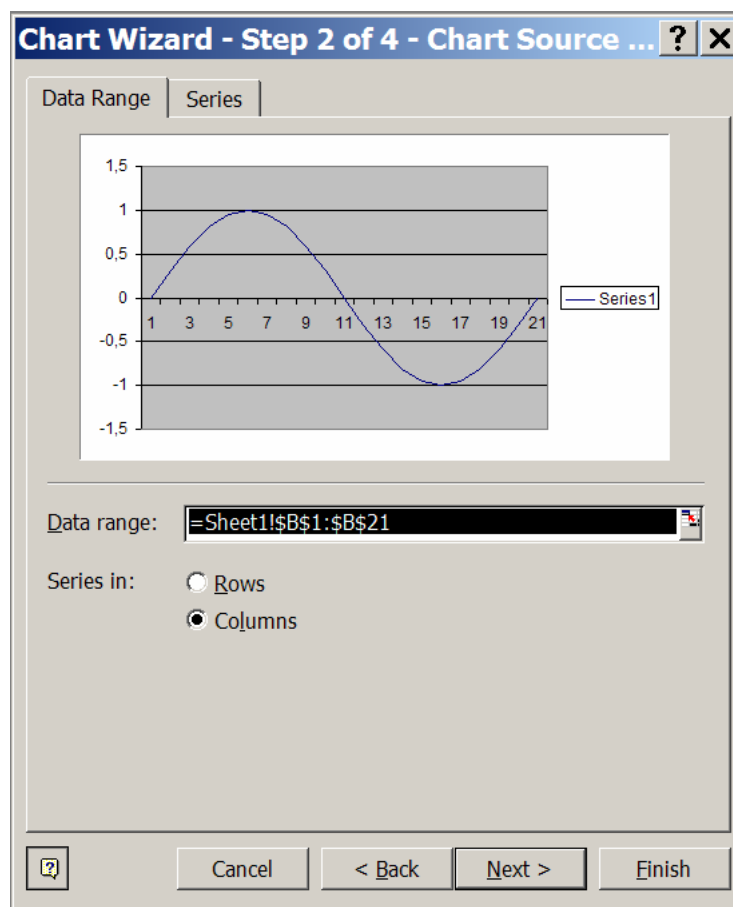 Chart Wizard - Step 2 of 4 - Chart Source ... ? X
Data Range Series
1,5
1
0,5
0
-0,5
-1
-1,5
1 3 5 7 9 11 13 15 17 19 21
Series1
Data range: =Sheet1!$B$1:$B$21
Series in: Rows
Columns
? Cancel < Back Next > Finish